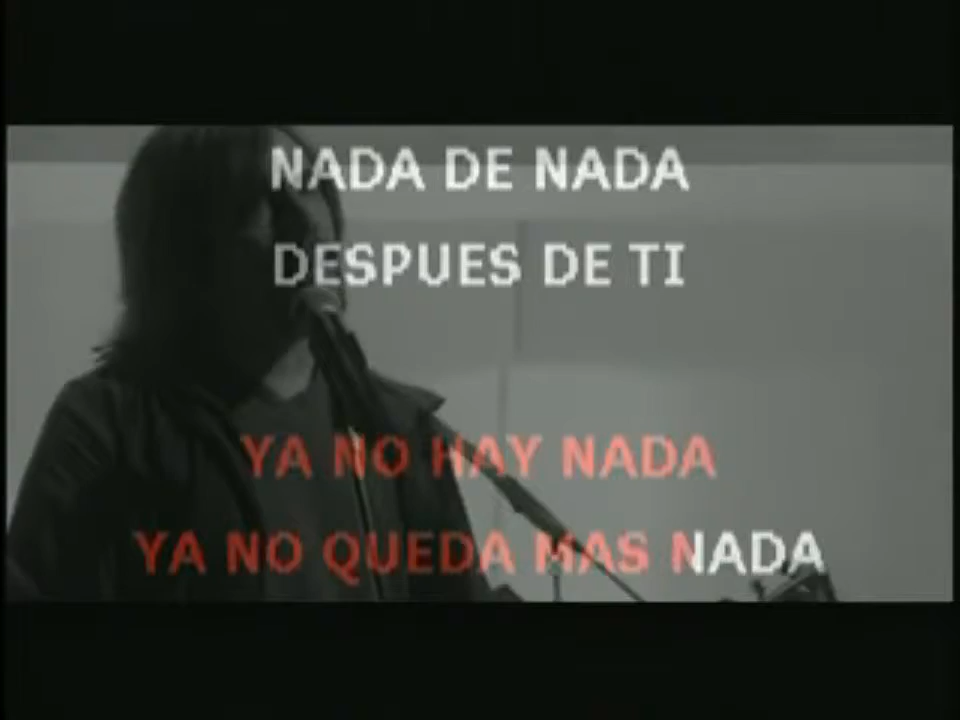 NADA DE NADA
DESPUES DE TI
YA NO HAY NADA
YA NO QUEDA MAS NADA